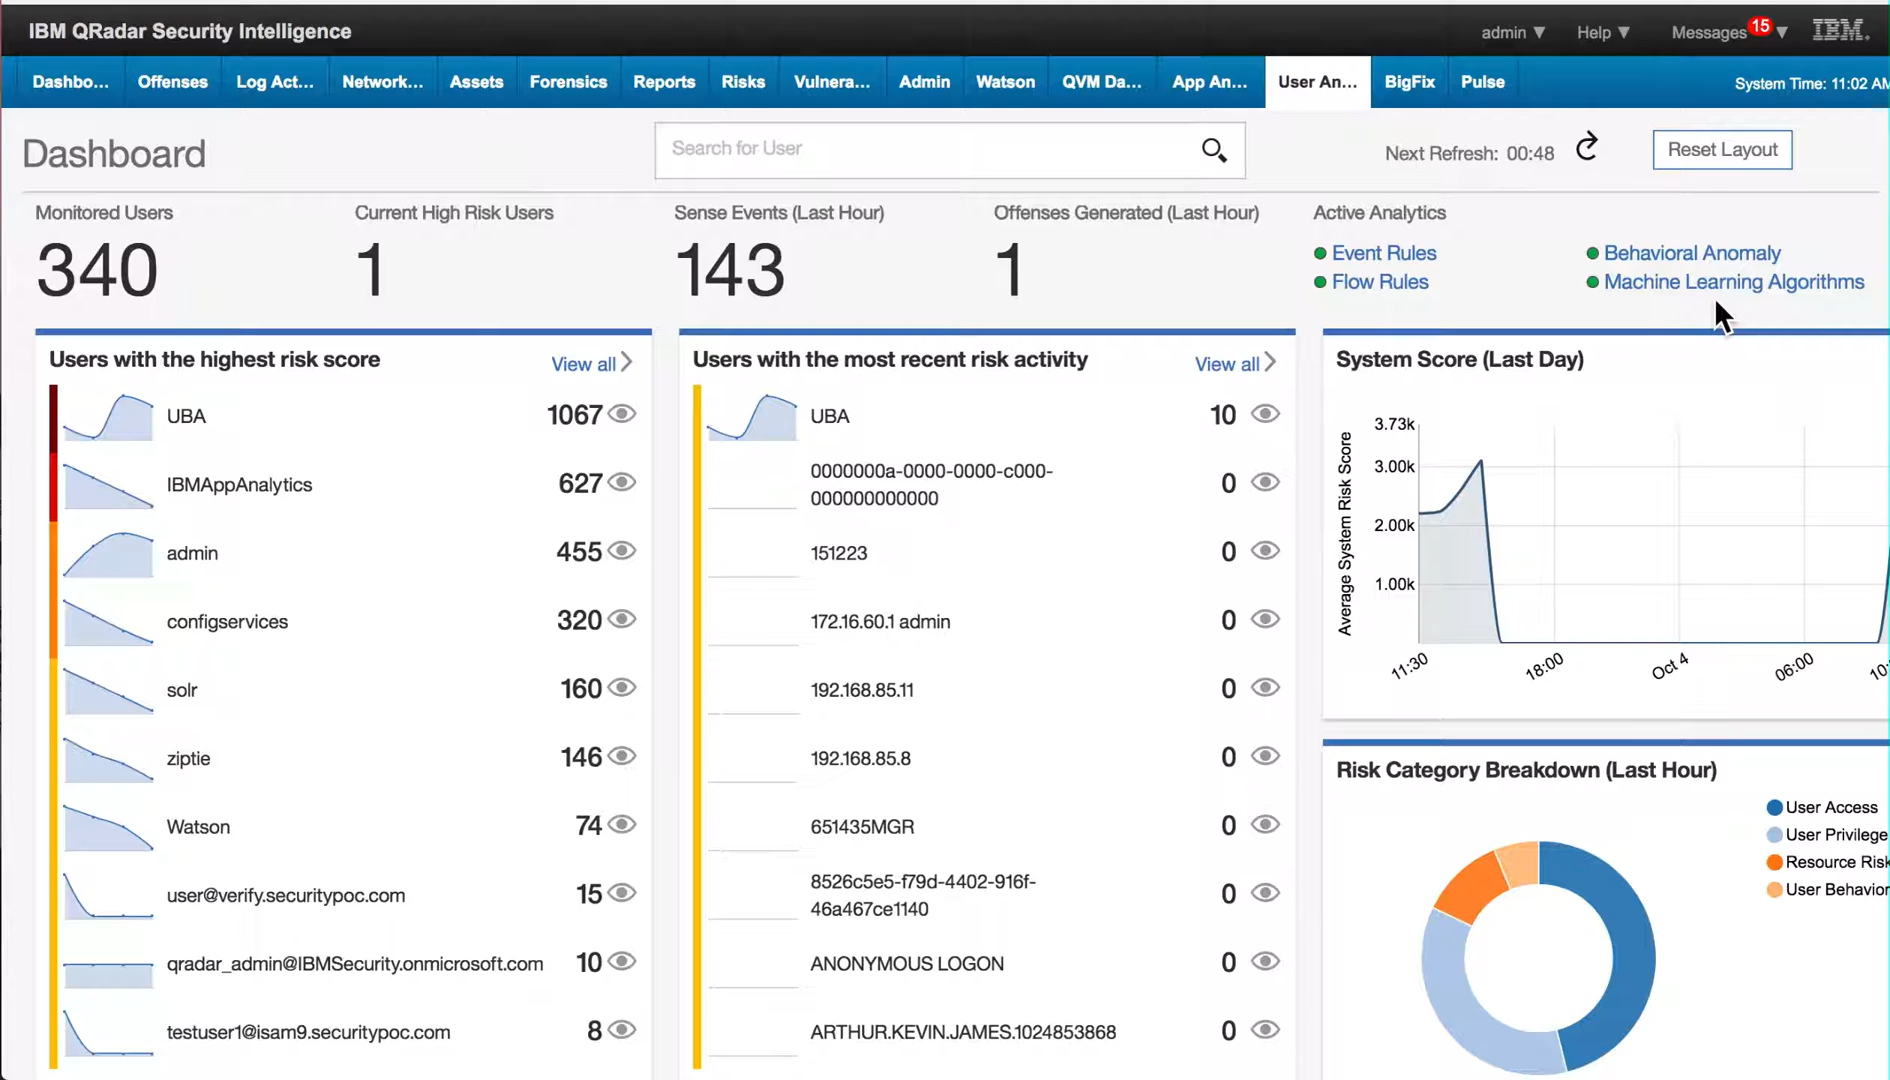 IBM QRadar Security Intelligence
admin
Help
Messages 15
IBM
Dashbo...
Offenses
Log Act...
Network...
Assets
Forensics
Reports
Risks
Vulnera...
Admin
Watson
QVM Da...
App An...
User An...
BigFix
Pulse
System Time: 11:02 AM
Dashboard
Search for User
Next Refresh: 00:48
Reset Layout
Monitored Users
340
Current High Risk Users
1
Sense Events (Last Hour)
143
Offenses Generated (Last Hour)
1
Active Analytics
Event Rules
Behavioral Anomaly
Flow Rules
Machine Learning Algorithms
Users with the highest risk score
View all
UBA 1067
IBMAppAnalytics 627
admin 455
configservices 320
solr 160
ziptie 146
Watson 74
user@verify.securitypoc.com 15
qradar_admin@IBMSecurity.onmicrosoft.com 10
testuser1@isam9.securitypoc.com 8
Users with the most recent risk activity
View all
UBA 10
0000000a-0000-0000-c000-
000000000000 0
151223 0
172.16.60.1 admin 0
192.168.85.11 0
192.168.85.8 0
651435MGR 0
8526c5e5-f79d-4402-916f-
46a467ce1140 0
ANONYMOUS LOGON 0
ARTHUR.KEVIN.JAMES.1024853868 0
System Score (Last Day)
Average System Risk Score
3.73k
3.00k
2.00k
1.00k
11:30
18:00
Oct 4
06:00
10:
Risk Category Breakdown (Last Hour)
User Access
User Privilege
Resource Risk
User Behavior